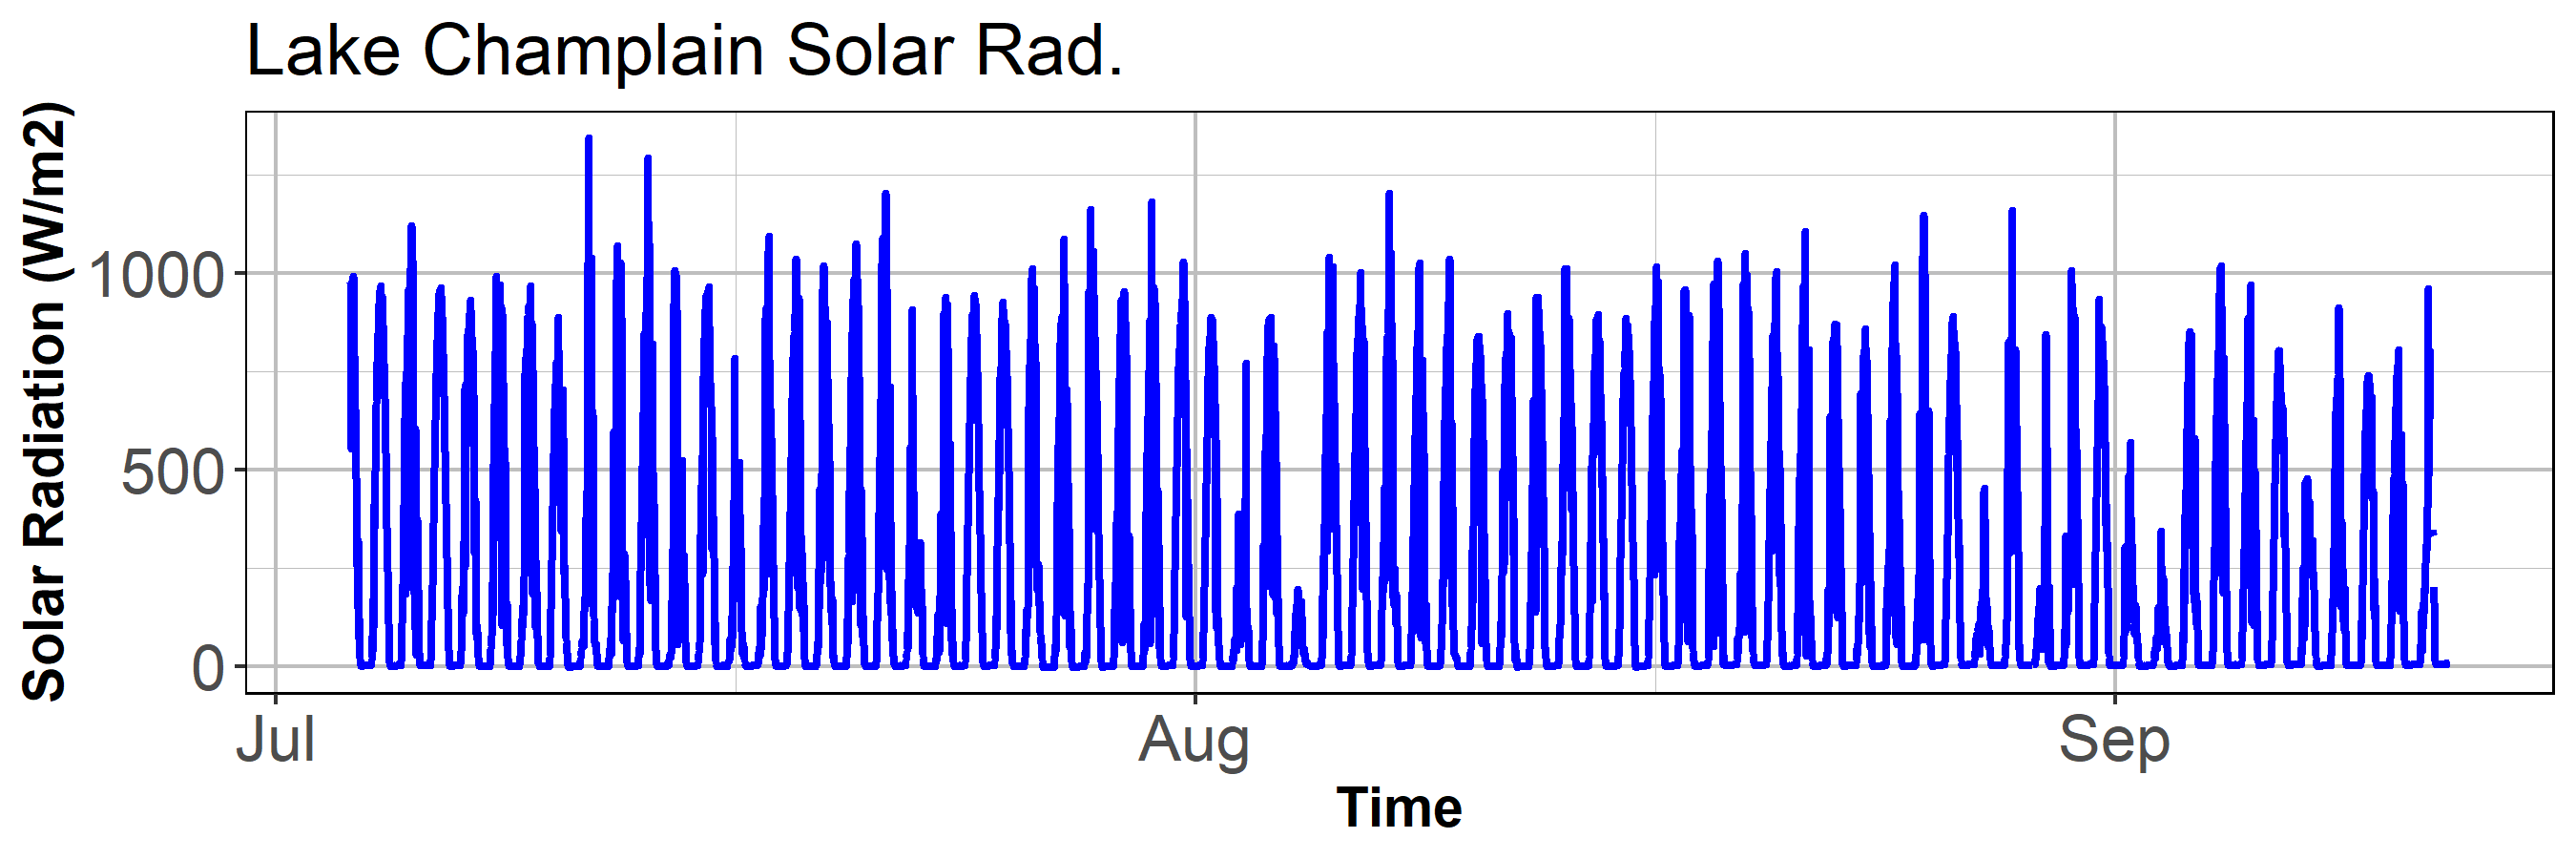 Lake Champlain Solar Rad.
Solar Radiation (W/m2)
1000
500
0
Jul Aug Sep
Time